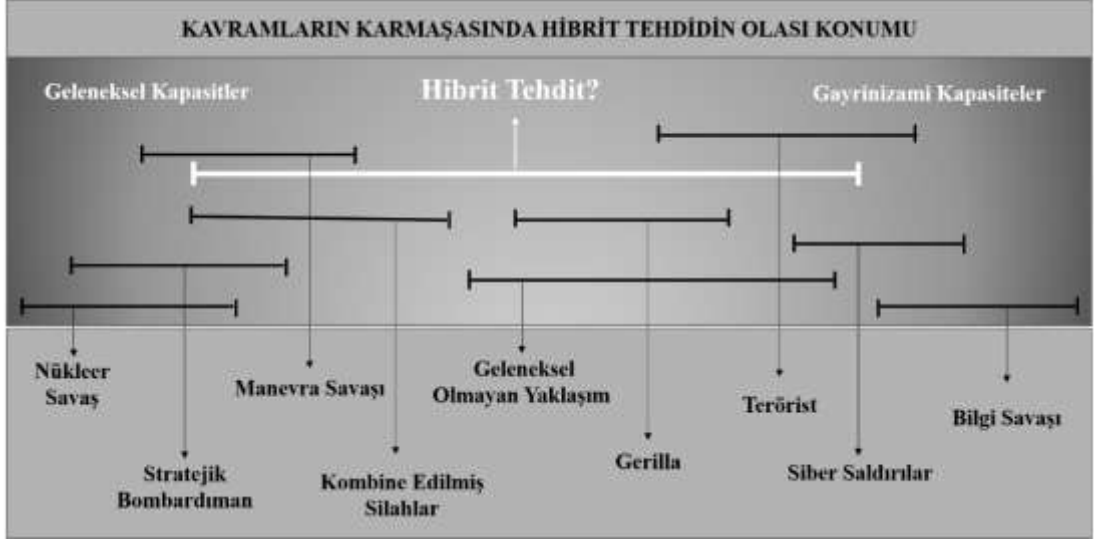 KAVRAMLARIN KARMAŞASINDA HİBRİT TEHDİDİN OLASI KONUMU
Geleneksel Kapasitler
Hibrit Tehdit?
Gayrinizami Kapasiteler
Nükleer
Savaş
Manevra Savaşı
Geleneksel
Olmayan Yaklaşım
Terörist
Bilgi Savaşı
Stratejik
Bombardıman
Kombine Edilmiş
Silahlar
Gerilla
Siber Saldırılar